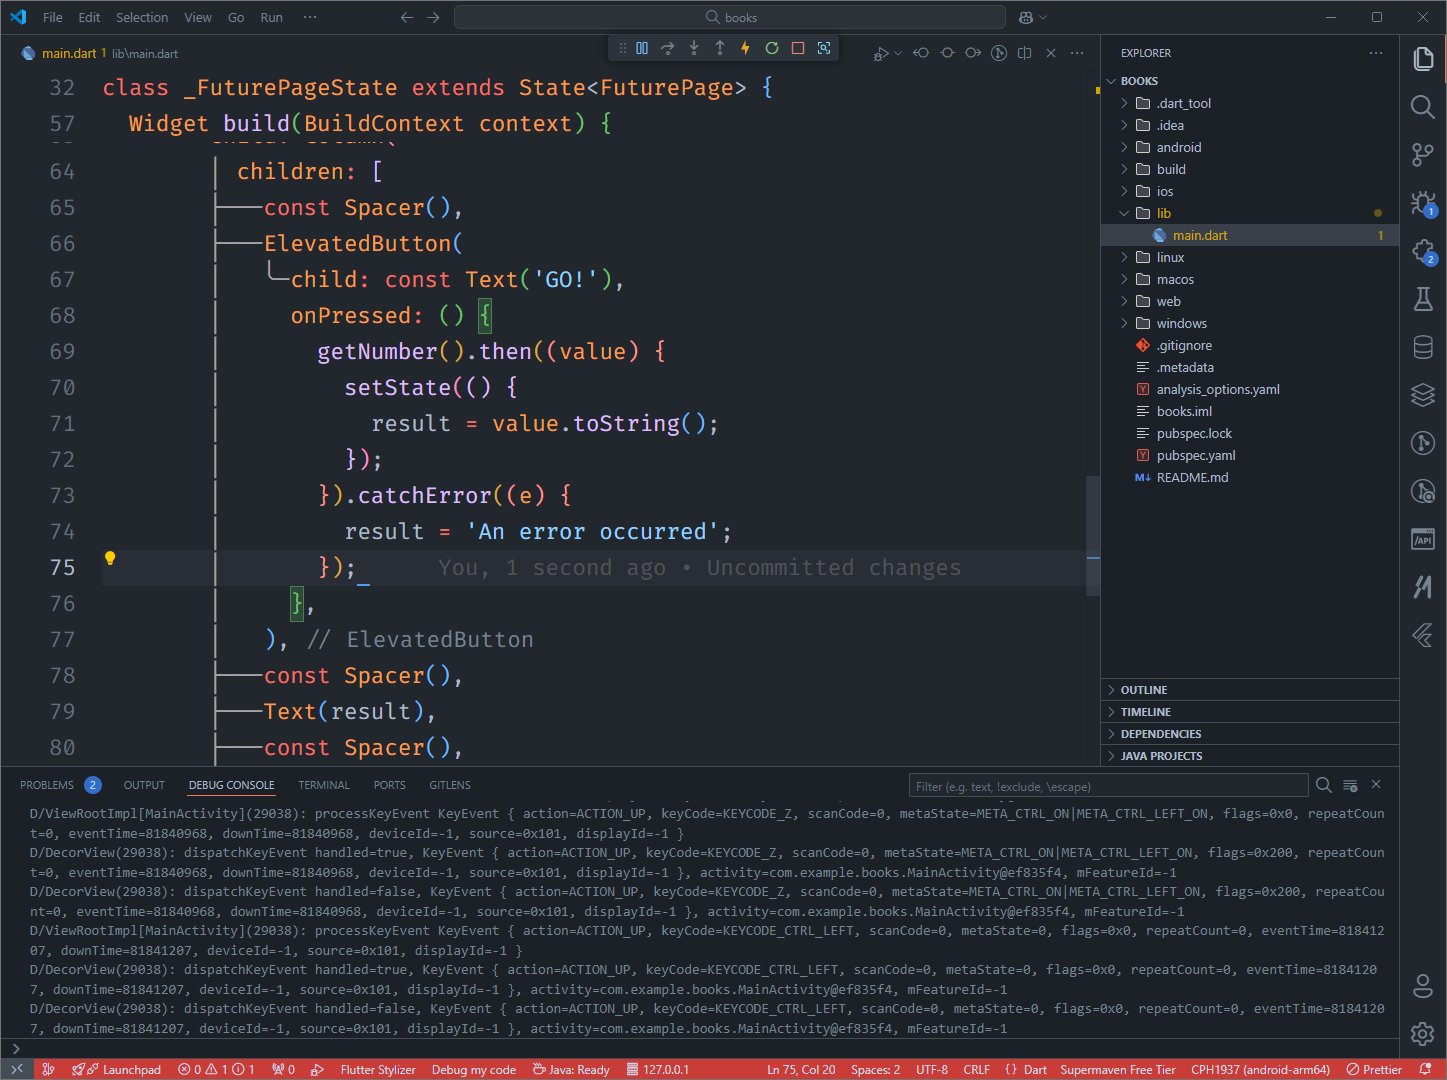 File Edit Selection View Go Run ··· books
main.dart 1 lib\main.dart
32 class _FuturePageState extends State<FuturePage> {
57 Widget build(BuildContext context) {
64 children: [
65 const Spacer(),
66 ElevatedButton(
67 child: const Text('GO!'),
68 onPressed: () {
69 getNumber().then((value) {
70 setState(() {
71 result = value.toString();
72 });
73 }).catchError((e) {
74 result = 'An error occurred';
75 }); You, 1 second ago • Uncommitted changes
76 },
77 ), // ElevatedButton
78 const Spacer(),
79 Text(result),
80 const Spacer(),
EXPLORER
BOOKS
.dart_tool
.idea
android
build
ios
lib
main.dart 1
linux
macos
web
windows
.gitignore
.metadata
analysis_options.yaml
books.iml
pubspec.lock
pubspec.yaml
README.md
OUTLINE
TIMELINE
DEPENDENCIES
JAVA PROJECTS
1
2
API
PROBLEMS 2 OUTPUT DEBUG CONSOLE TERMINAL PORTS GITLENS Filter (e.g. text, !exclude, \escape)
D/ViewRootImpl[MainActivity](29038): processKeyEvent KeyEvent { action=ACTION_UP, keyCode=KEYCODE_Z, scanCode=0, metaState=META_CTRL_ON|META_CTRL_LEFT_ON, flags=0x0, repeatCoun
t=0, eventTime=81840968, downTime=81840968, deviceId=-1, source=0x101, displayId=-1 }
D/DecorView(29038): dispatchKeyEvent handled=true, KeyEvent { action=ACTION_UP, keyCode=KEYCODE_Z, scanCode=0, metaState=META_CTRL_ON|META_CTRL_LEFT_ON, flags=0x200, repeatCoun
t=0, eventTime=81840968, downTime=81840968, deviceId=-1, source=0x101, displayId=-1 }, activity=com.example.books.MainActivity@ef835f4, mFeatureId=-1
D/DecorView(29038): dispatchKeyEvent handled=false, KeyEvent { action=ACTION_UP, keyCode=KEYCODE_Z, scanCode=0, metaState=META_CTRL_ON|META_CTRL_LEFT_ON, flags=0x200, repeatCou
nt=0, eventTime=81840968, downTime=81840968, deviceId=-1, source=0x101, displayId=-1 }, activity=com.example.books.MainActivity@ef835f4, mFeatureId=-1
D/ViewRootImpl[MainActivity](29038): processKeyEvent KeyEvent { action=ACTION_UP, keyCode=KEYCODE_CTRL_LEFT, scanCode=0, metaState=0, flags=0x0, repeatCount=0, eventTime=818412
07, downTime=81841207, deviceId=-1, source=0x101, displayId=-1 }
D/DecorView(29038): dispatchKeyEvent handled=true, KeyEvent { action=ACTION_UP, keyCode=KEYCODE_CTRL_LEFT, scanCode=0, metaState=0, flags=0x0, repeatCount=0, eventTime=8184120
7, downTime=81841207, deviceId=-1, source=0x101, displayId=-1 }, activity=com.example.books.MainActivity@ef835f4, mFeatureId=-1
D/DecorView(29038): dispatchKeyEvent handled=false, KeyEvent { action=ACTION_UP, keyCode=KEYCODE_CTRL_LEFT, scanCode=0, metaState=0, flags=0x0, repeatCount=0, eventTime=8184120
7, downTime=81841207, deviceId=-1, source=0x101, displayId=-1 }, activity=com.example.books.MainActivity@ef835f4, mFeatureId=-1
Launchpad 0 1 1 0 Flutter Stylizer Debug my code Java: Ready 127.0.0.1 Ln 75, Col 20 Spaces: 2 UTF-8 CRLF {} Dart Supermaven Free Tier CPH1937 (android-arm64) Prettier